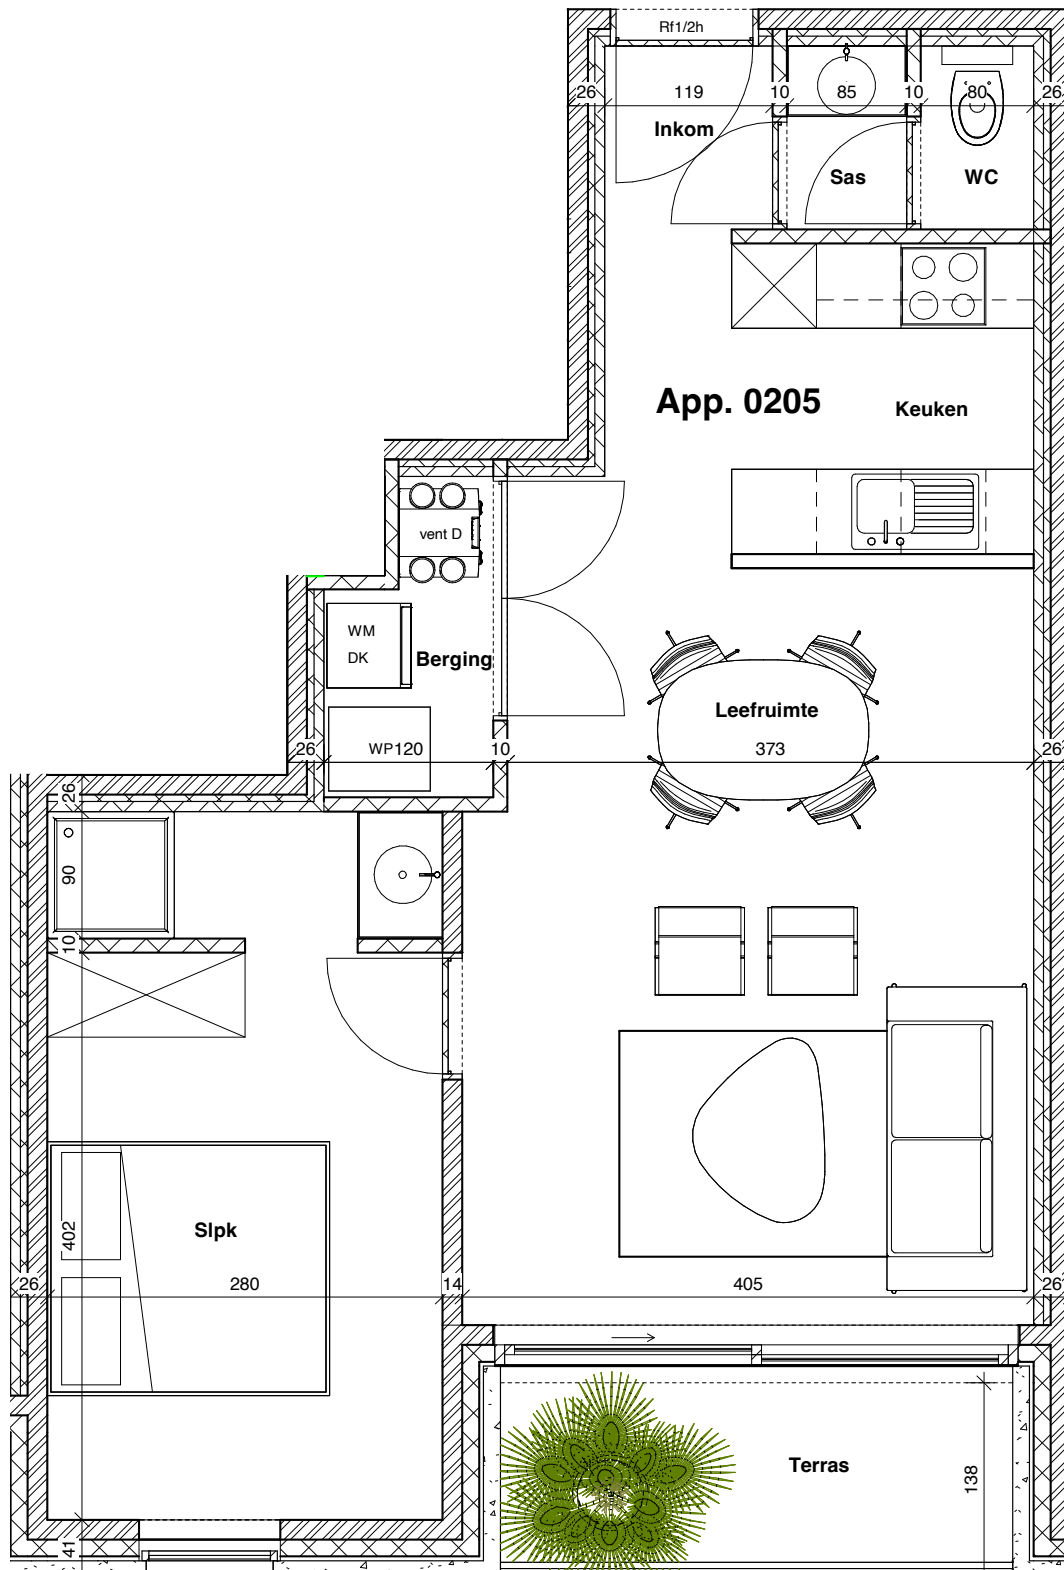 Rf1/2h
26 119 10 85 10 80 26
Inkom
Sas
WC
App. 0205
Keuken
vent D
WM
DK
Berging
Leefruimte
26 WP120 10 373 26
26
90
10
402
Slpk
26 280 14 405 26
Terras
138
41